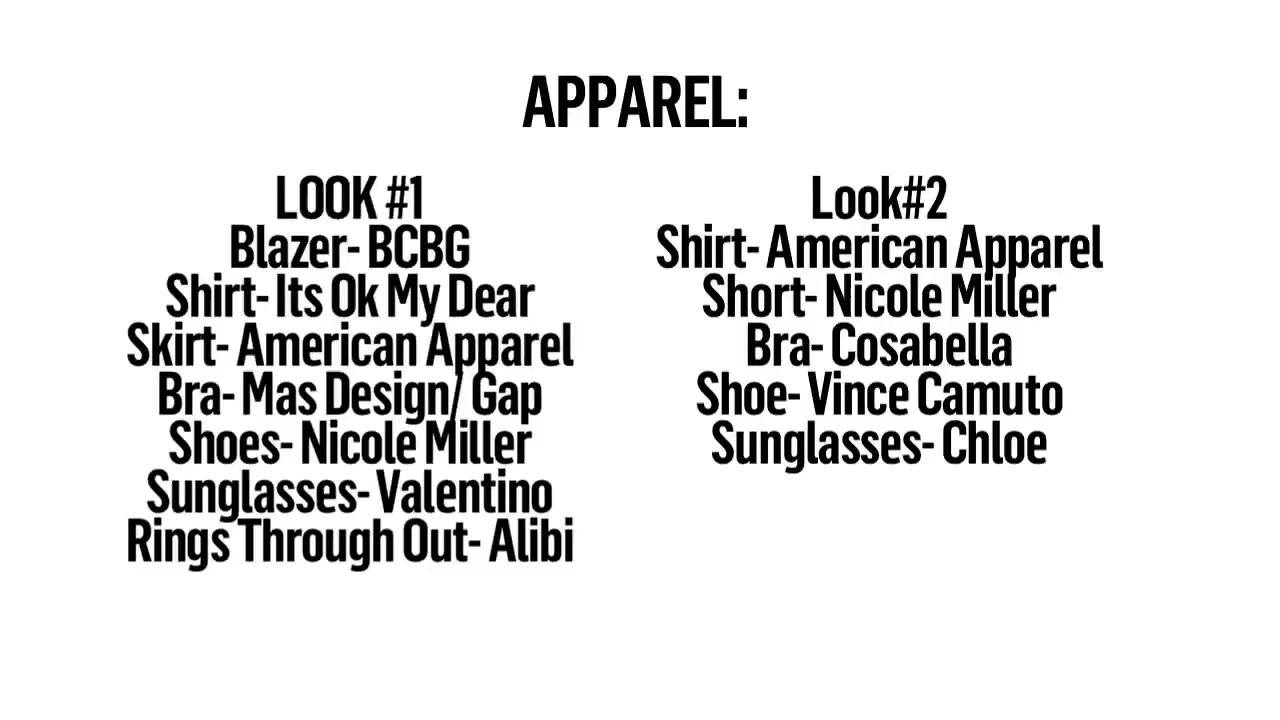 APPAREL:
LOOK #1
Blazer- BCBG
Shirt- Its Ok My Dear
Skirt- American Apparel
Bra- Mas Design/ Gap
Shoes- Nicole Miller
Sunglasses- Valentino
Rings Through Out- Alibi
Look#2
Shirt- American Apparel
Short- Nicole Miller
Bra- Cosabella
Shoe- Vince Camuto
Sunglasses- Chloe